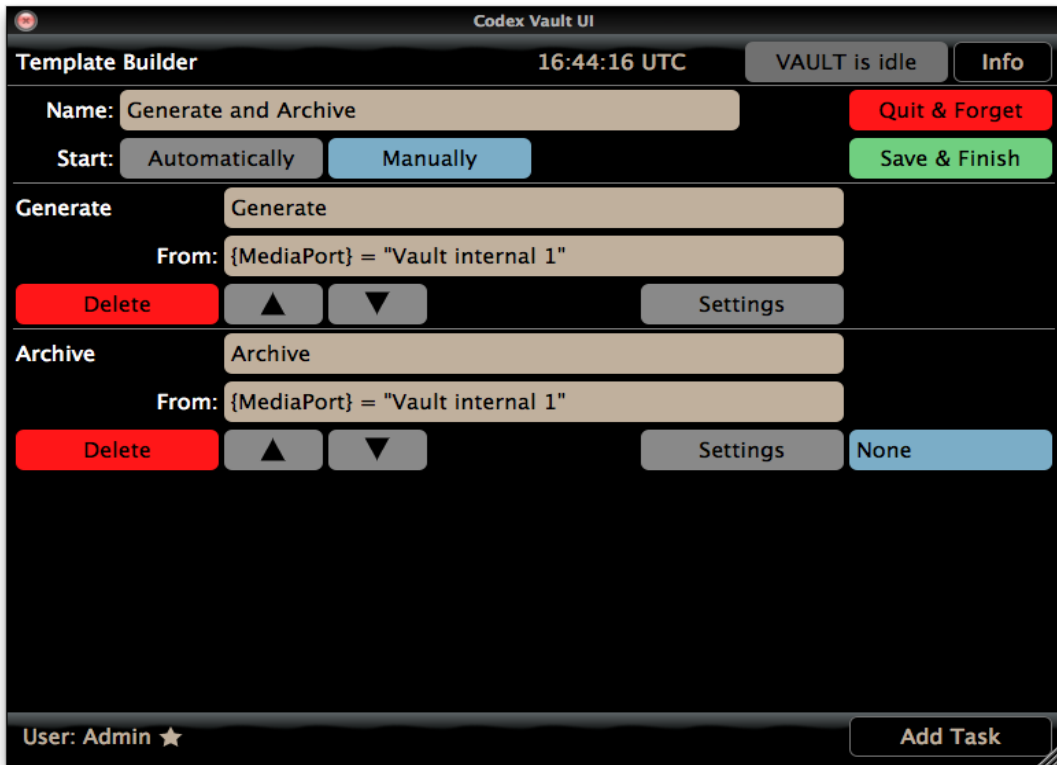 Codex Vault UI
Template Builder 16:44:16 UTC VAULT is idle Info
Name: Generate and Archive Quit & Forget
Start: Automatically Manually Save & Finish
Generate Generate
From: {MediaPort} = "Vault internal 1"
Delete ▲ ▼ Settings
Archive Archive
From: {MediaPort} = "Vault internal 1"
Delete ▲ ▼ Settings None
User: Admin ★ Add Task